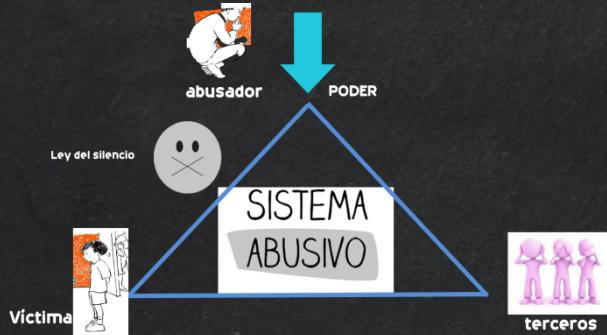 abusador
PODER
Ley del silencio
SISTEMA
ABUSIVO
Víctima
terceros